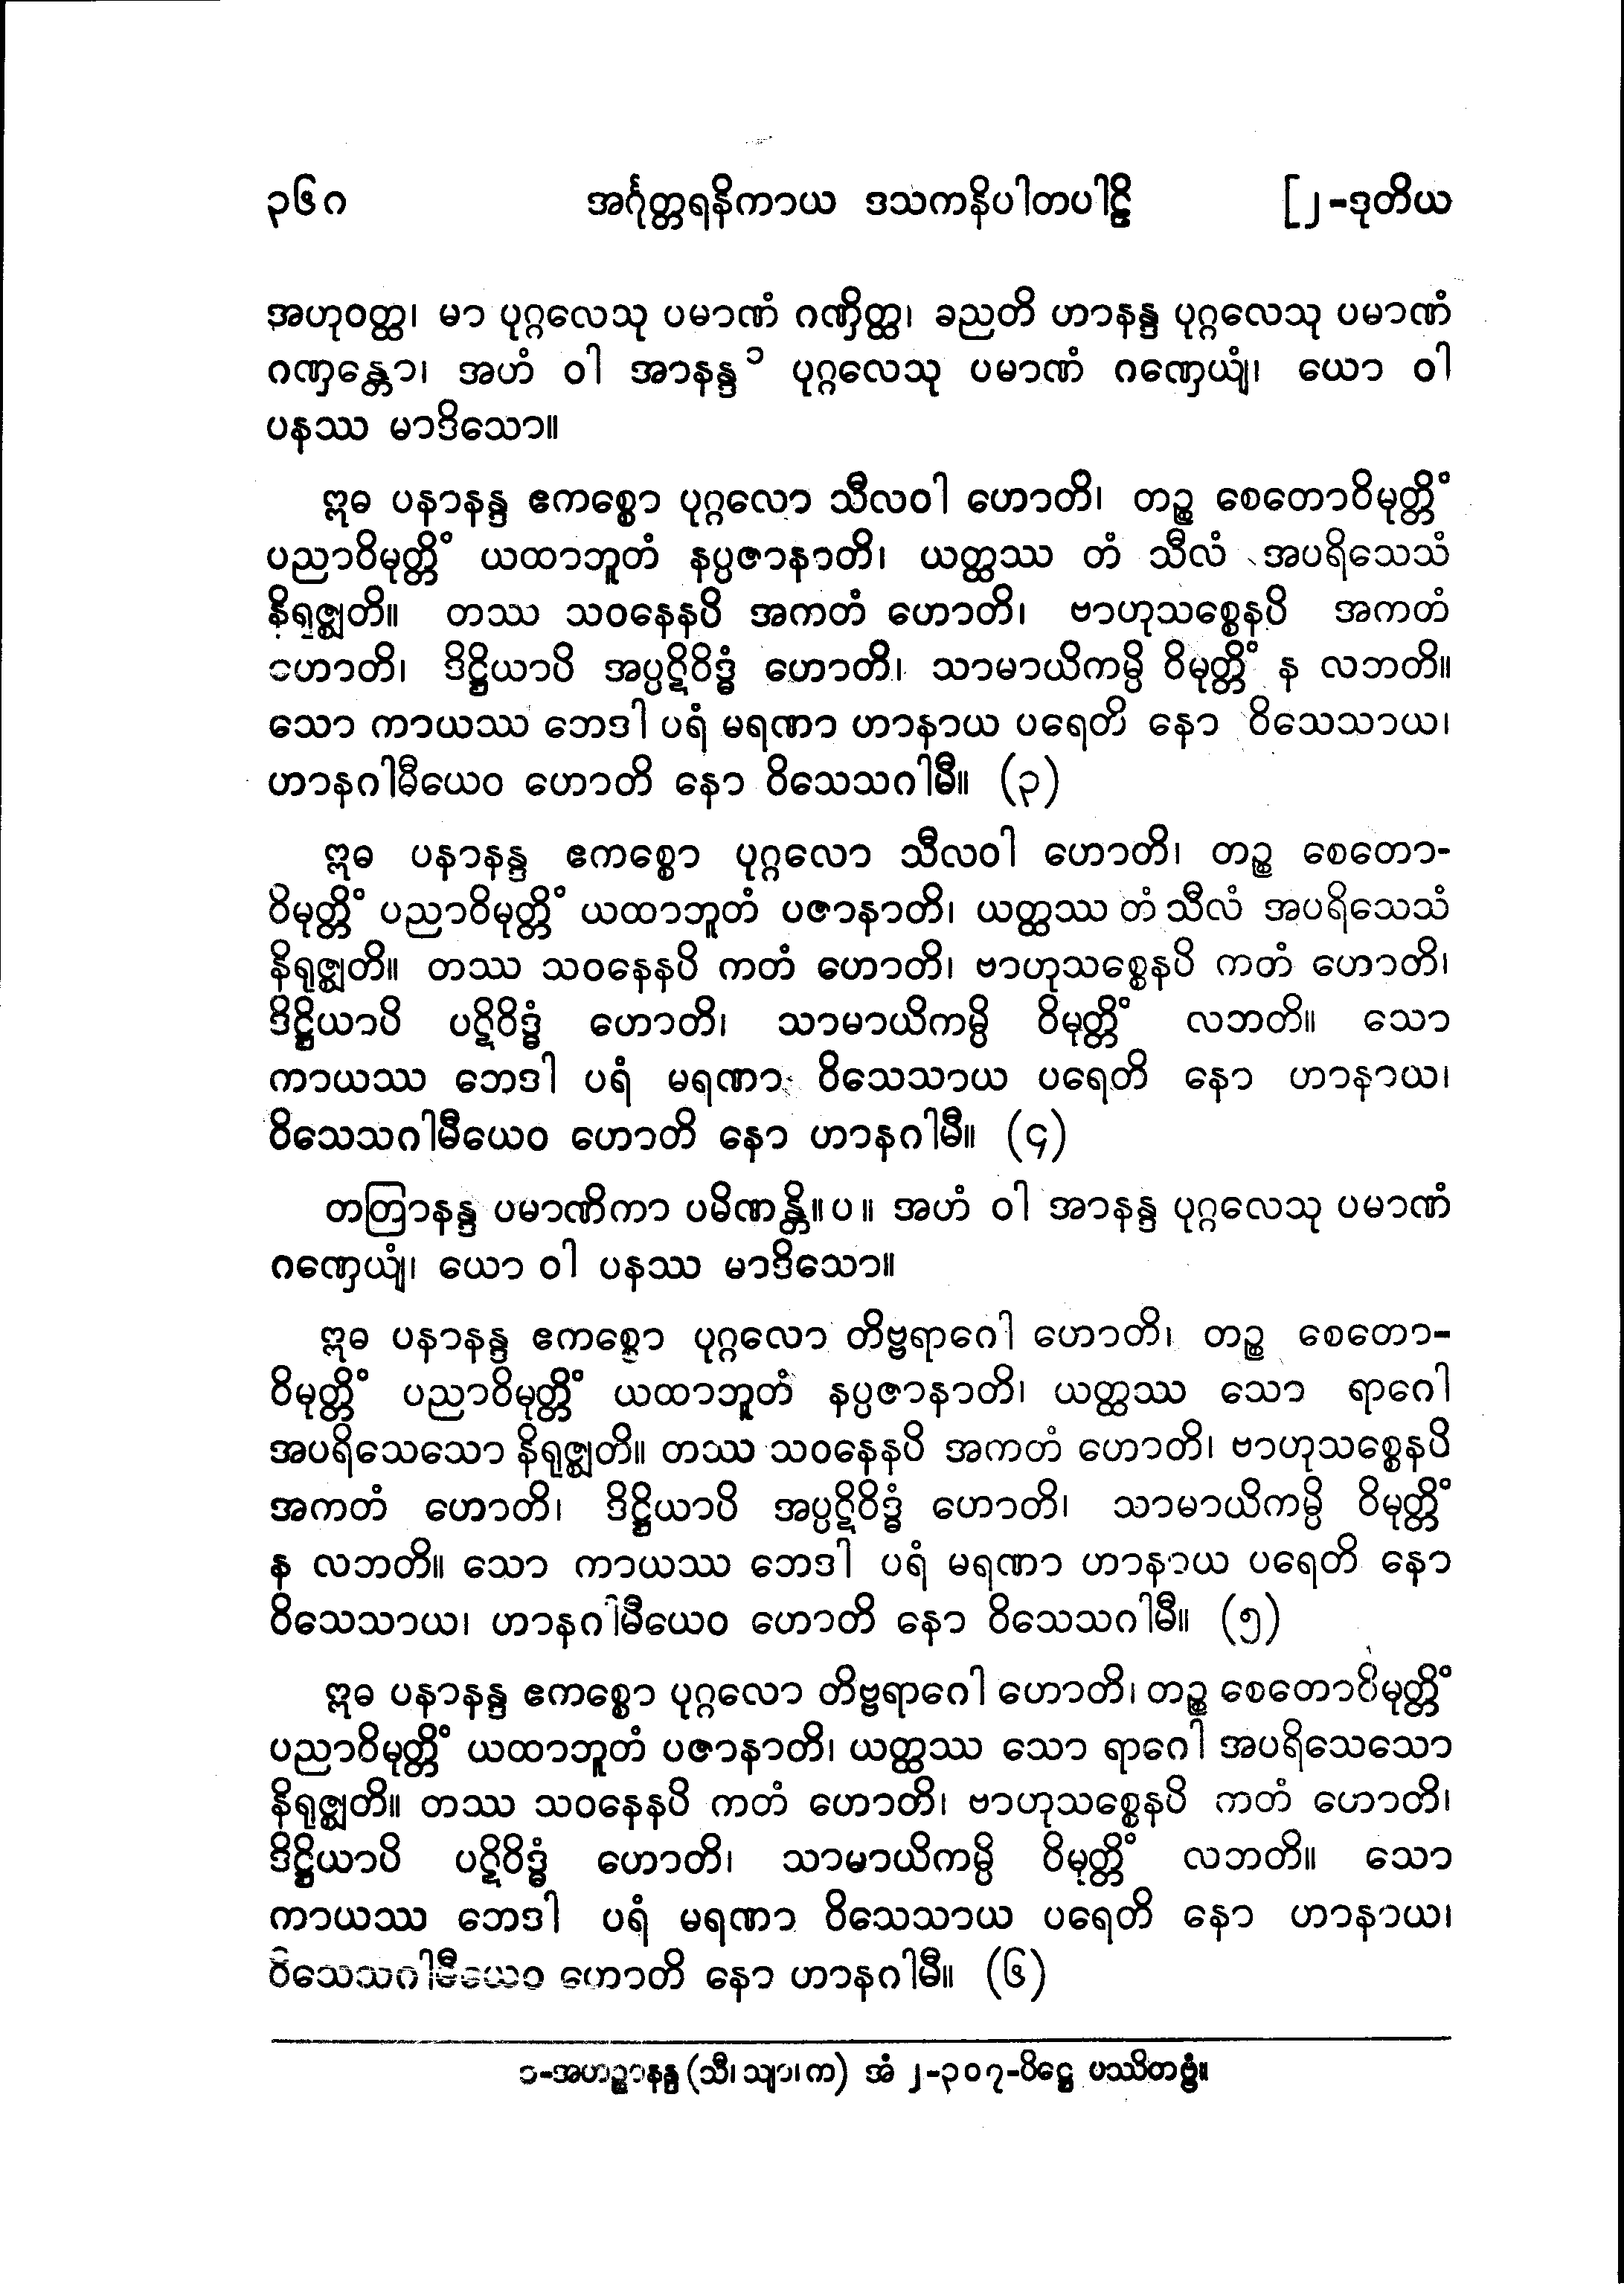 ၃၆ဂ အင်္ဂုတ္တရနိကာယ ဒသကနိပါတပါဠိ [၂-ဒုတိယ
အဟုဝတ္ထ၊ မာ ပုဂ္ဂလေသု ပမာဏံ ဂဏှိတ္ထ၊ ခညတိ ဟာနန္ဒ ပုဂ္ဂလေသု ပမာဏံ
ဂဏှန္တော၊ အဟံ ဝါ အာနန္ဒ ၁ ပုဂ္ဂလေသု ပမာဏံ ဂဏှေယျံ၊ ယော ဝါ
ပနဿ မာဒိသော။
ဣဓ ပနာနန္ဒ ဧကစ္စော ပုဂ္ဂလော သီလဝါ ဟောတိ၊ တဉ္စ စေတောဝိမုတ္တိံ
ပညာဝိမုတ္တိံ ယထာဘူတံ နပ္ပဇာနာတိ၊ ယတ္ထဿ တံ သီလံ အပရိသေသံ
နိရုဇ္ဈတိ။ တဿ သဝနေနပိ အကတံ ဟောတိ၊ ဗာဟုသစ္စေနပိ အကတံ
ဟောတိ၊ ဒိဋ္ဌိယာပိ အပ္ပဋိဝိဒ္ဓံ ဟောတိ၊ သာမာယိကမ္ပိ ဝိမုတ္တိံ န လဘတိ။
သော ကာယဿ ဘေဒါ ပရံ မရဏာ ဟာနာယ ပရေတိ နော ဝိသေသာယ၊
ဟာနဂါမီယေဝ ဟောတိ နော ဝိသေသဂါမီ။ (၃)
ဣဓ ပနာနန္ဒ ဧကစ္စော ပုဂ္ဂလော သီလဝါ ဟောတိ၊ တဉ္စ စေတော-
ဝိမုတ္တိံ ပညာဝိမုတ္တိံ ယထာဘူတံ ပဇာနာတိ၊ ယတ္ထဿ တံ သီလံ အပရိသေသံ
နိရုဇ္ဈတိ။ တဿ သဝနေနပိ ကတံ ဟောတိ၊ ဗာဟုသစ္စေနပိ ကတံ ဟောတိ၊
ဒိဋ္ဌိယာပိ ပဋိဝိဒ္ဓံ ဟောတိ၊ သာမာယိကမ္ပိ ဝိမုတ္တိံ လဘတိ။ သော
ကာယဿ ဘေဒါ ပရံ မရဏာ ဝိသေသာယ ပရေတိ နော ဟာနာယ၊
ဝိသေသဂါမီယေဝ ဟောတိ နော ဟာနဂါမီ။ (၄)
တတြာနန္ဒ ပမာဏိကာ ပမိဏန္တိ။ပ။ အဟံ ဝါ အာနန္ဒ ပုဂ္ဂလေသု ပမာဏံ
ဂဏှေယျံ၊ ယော ဝါ ပနဿ မာဒိသော။
ဣဓ ပနာနန္ဒ ဧကစ္စော ပုဂ္ဂလော တိဗ္ဗရာဂေါ ဟောတိ၊ တဉ္စ စေတော-
ဝိမုတ္တိံ ပညာဝိမုတ္တိံ ယထာဘူတံ နပ္ပဇာနာတိ၊ ယတ္ထဿ သော ရာဂေါ
အပရိသေသော နိရုဇ္ဈတိ။ တဿ သဝနေနပိ အကတံ ဟောတိ၊ ဗာဟုသစ္စေနပိ
အကတံ ဟောတိ၊ ဒိဋ္ဌိယာပိ အပ္ပဋိဝိဒ္ဓံ ဟောတိ၊ သာမာယိကမ္ပိ ဝိမုတ္တိံ
န လဘတိ။ သော ကာယဿ ဘေဒါ ပရံ မရဏာ ဟာနာယ ပရေတိ နော
ဝိသေသာယ၊ ဟာနဂါမီယေဝ ဟောတိ နော ဝိသေသဂါမီ။ (၅)
ဣဓ ပနာနန္ဒ ဧကစ္စော ပုဂ္ဂလော တိဗ္ဗရာဂေါ ဟောတိ၊ တဉ္စ စေတောဝိမုတ္တိံ
ပညာဝိမုတ္တိံ ယထာဘူတံ ပဇာနာတိ၊ ယတ္ထဿ သော ရာဂေါ အပရိသေသော
နိရုဇ္ဈတိ။ တဿ သဝနေနပိ ကတံ ဟောတိ၊ ဗာဟုသစ္စေနပိ ကတံ ဟောတိ၊
ဒိဋ္ဌိယာပိ ပဋိဝိဒ္ဓံ ဟောတိ၊ သာမာယိကမ္ပိ ဝိမုတ္တိံ လဘတိ။ သော
ကာယဿ ဘေဒါ ပရံ မရဏာ ဝိသေသာယ ပရေတိ နော ဟာနာယ၊
ဝိသေသဂါမီယေဝ ဟောတိ နော ဟာနဂါမီ။ (၆)
၁-အဟဉ္စာနန္ဒ (သီ၊ သျာ၊ က) အံ ၂-၃၀၇-ပိဋ္ဌေ ပဿိတဗ္ဗံ။